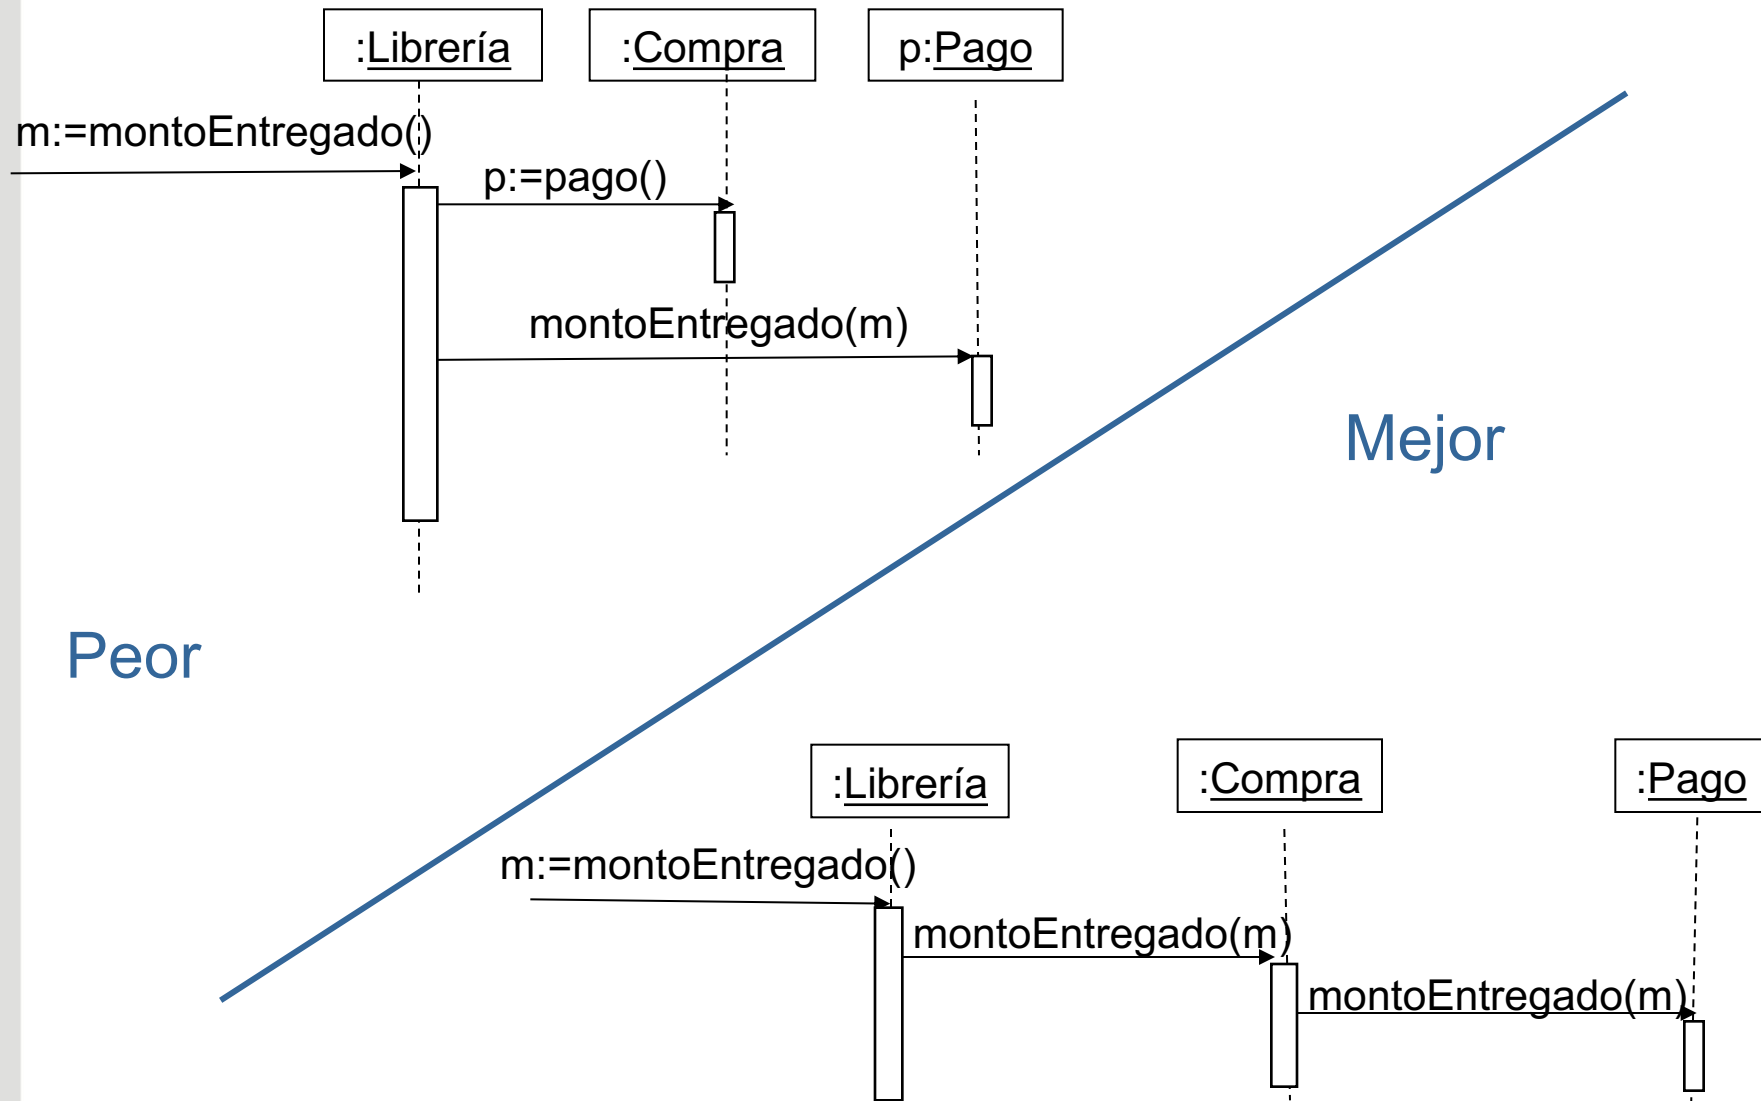 :Librería
:Compra
p:Pago
m:=montoEntregado()
p:=pago()
montoEntregado(m)
Mejor
Peor
:Librería
:Compra
:Pago
m:=montoEntregado()
montoEntregado(m)
montoEntregado(m)